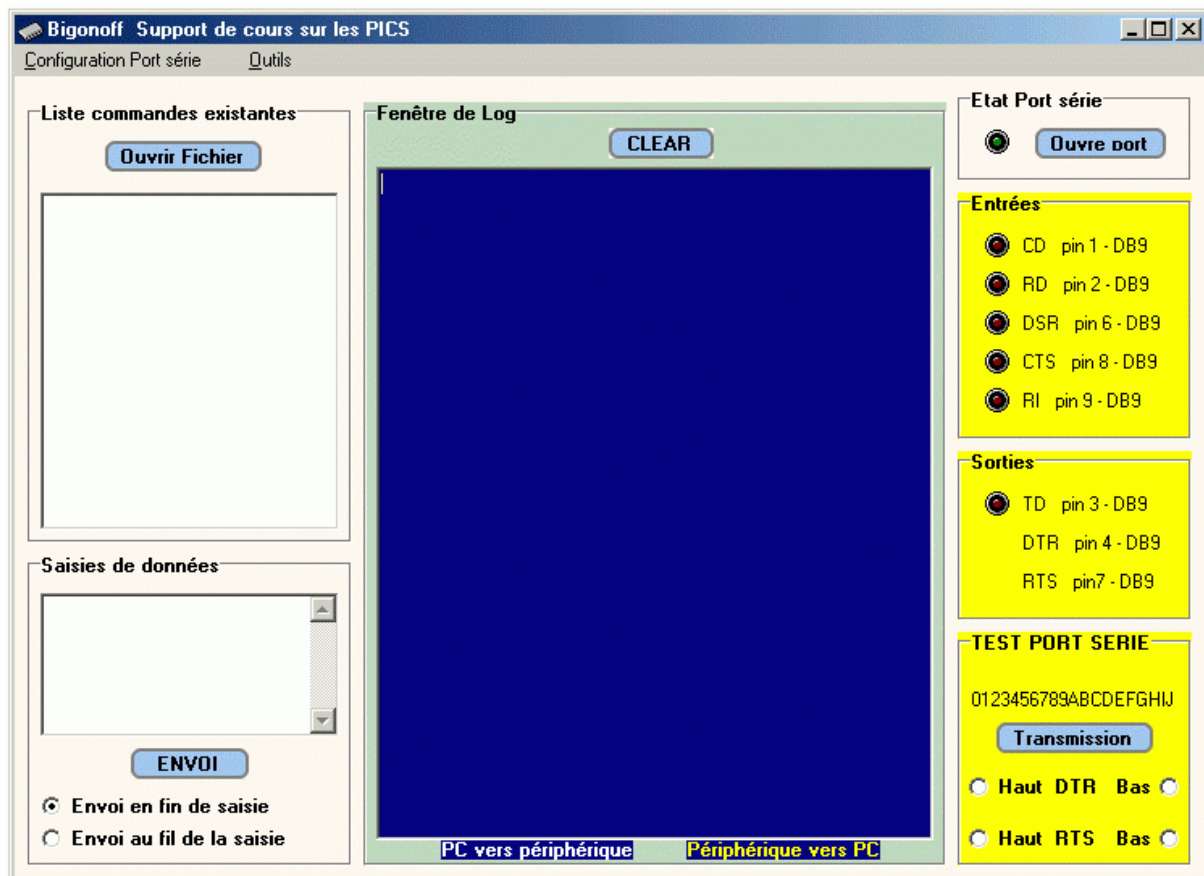 Bigonoff Support de cours sur les PICS
Configuration Port série Outils
Liste commandes existantes
Ouvrir Fichier
Saisies de données
ENVOI
Envoi en fin de saisie
Envoi au fil de la saisie
Fenêtre de Log
CLEAR
PC vers périphérique Périphérique vers PC
Etat Port série
Ouvre port
Entrées
CD pin 1 - DB9
RD pin 2 - DB9
DSR pin 6 - DB9
CTS pin 8 - DB9
RI pin 9 - DB9
Sorties
TD pin 3 - DB9
DTR pin 4 - DB9
RTS pin7 - DB9
TEST PORT SERIE
0123456789ABCDEFGHIJ
Transmission
Haut DTR Bas
Haut RTS Bas